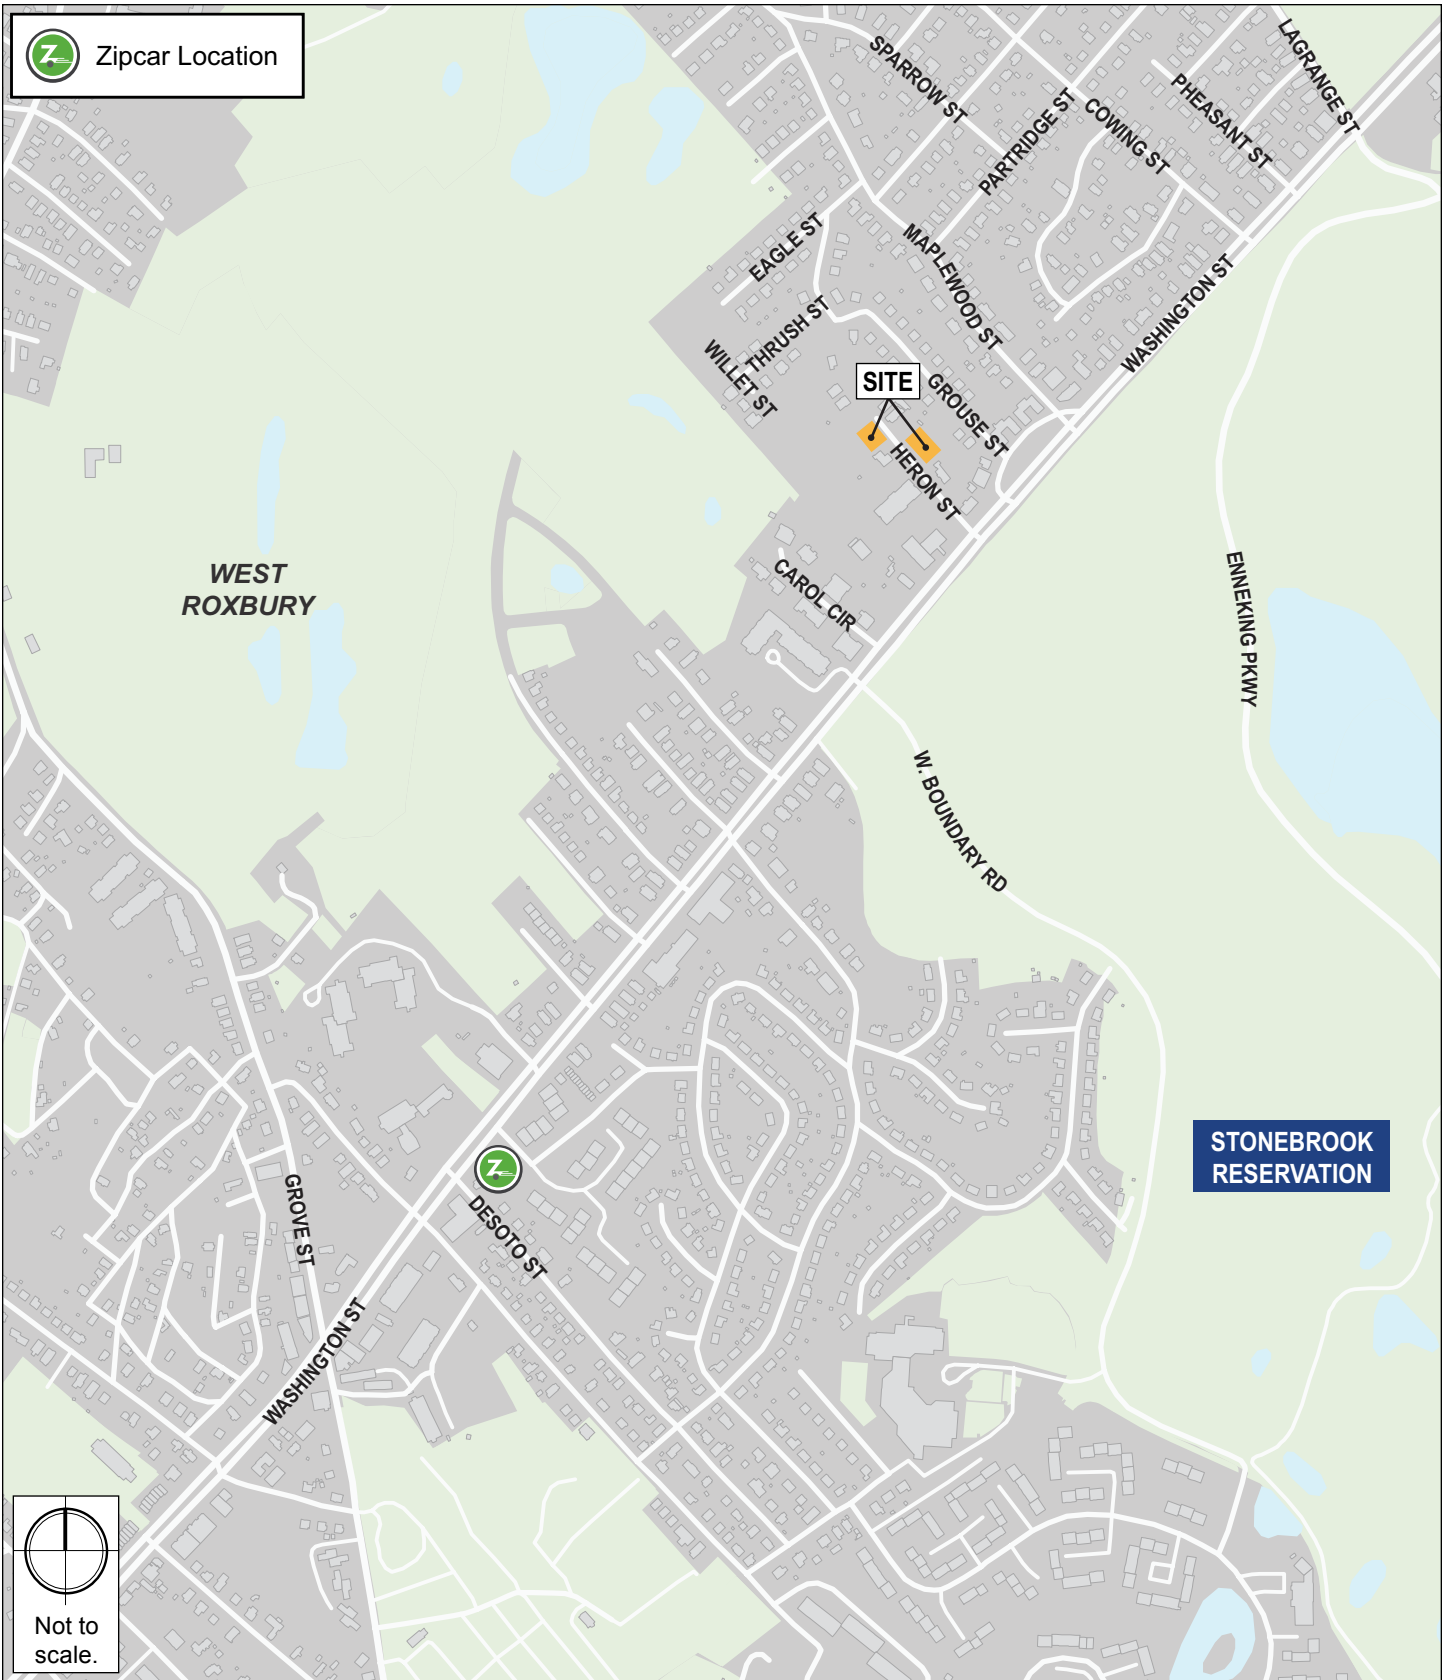 Z Zipcar Location
LAGRANGE ST
SPARROW ST
PHEASANT ST
PARTRIDGE ST
COWING ST
EAGLE ST
MAPLEWOOD ST
WASHINGTON ST
THRUSH ST
WILLET ST
SITE
GROUSE ST
HERON ST
WEST
ROXBURY
CAROL CIR
ENNEKING PKWY
W. BOUNDARY RD
STONEBROOK
RESERVATION
Z
GROVE ST
DESOTO ST
WASHINGTON ST
Not to
scale.